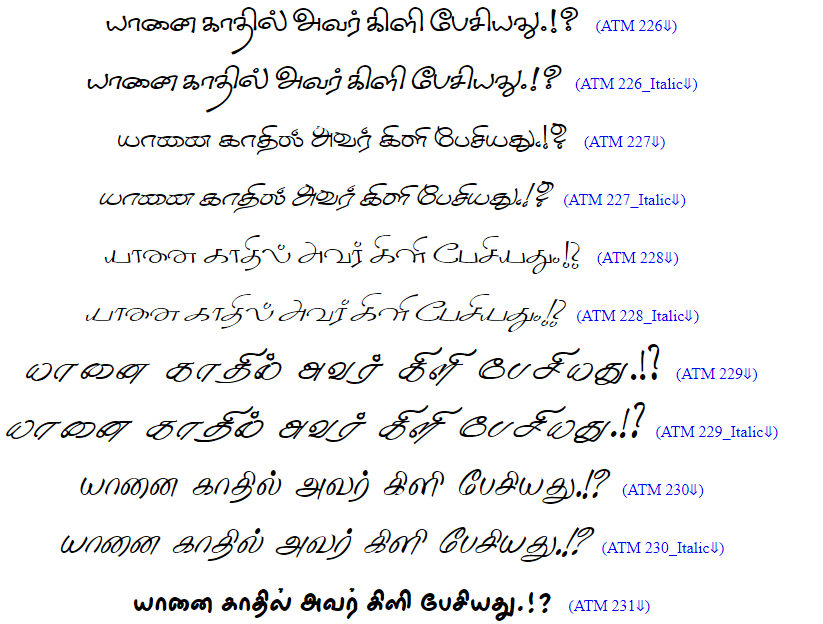 யானை காதில் அவர் கிளி பேசியது.!? (ATM 226⇓)
யானை காதில் அவர் கிளி பேசியது.!? (ATM 226_Italic⇓)
யானை காதில் அவர் கிளி பேசியது.!? (ATM 227⇓)
யானை காதில் அவர் கிளி பேசியது.!? (ATM 227_Italic⇓)
யானை காதில் அவர் கிளி பேசியது.!? (ATM 228⇓)
யானை காதில் அவர் கிளி பேசியது.!? (ATM 228_Italic⇓)
யானை காதில் அவர் கிளி பேசியது.!? (ATM 229⇓)
யானை காதில் அவர் கிளி பேசியது.!? (ATM 229_Italic⇓)
யானை காதில் அவர் கிளி பேசியது.!? (ATM 230⇓)
யானை காதில் அவர் கிளி பேசியது.!? (ATM 230_Italic⇓)
யானை காதில் அவர் கிளி பேசியது.!? (ATM 231⇓)